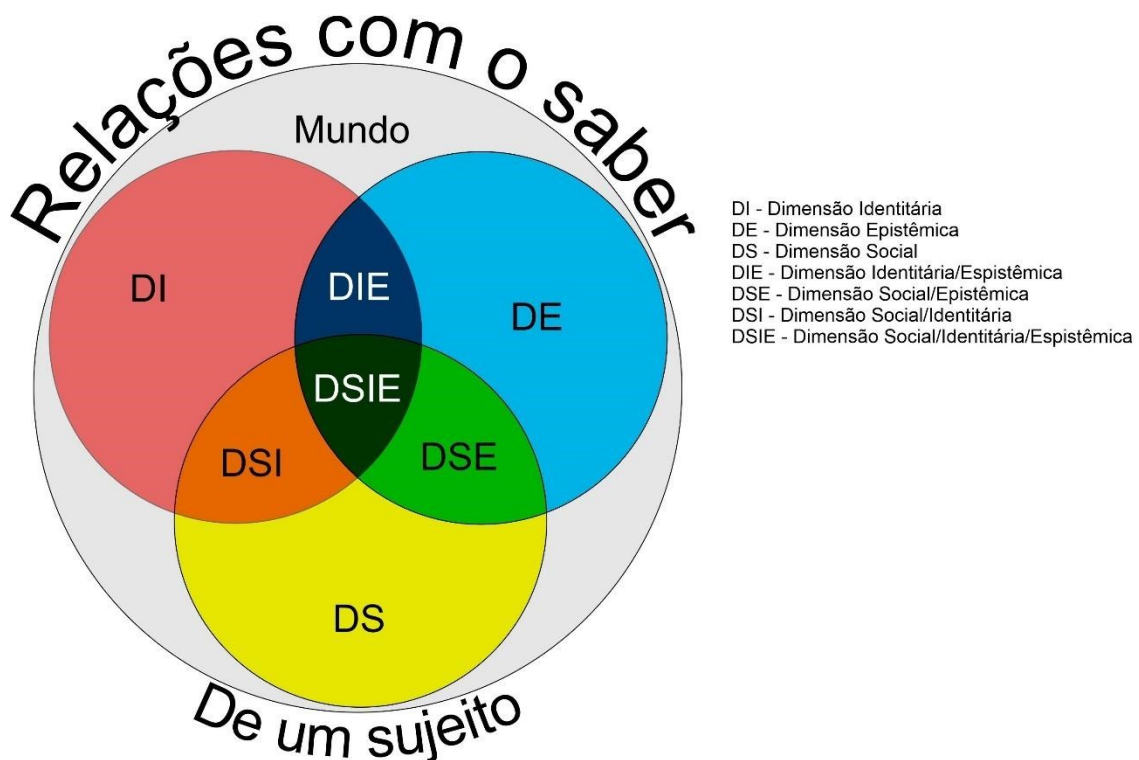 Relações com o saber
Mundo
DI
DIE
DE
DSIE
DSI
DSE
DS
De um sujeito
DI - Dimensão Identitária
DE - Dimensão Epistêmica
DS - Dimensão Social
DIE - Dimensão Identitária/Espistêmica
DSE - Dimensão Social/Epistêmica
DSI - Dimensão Social/Identitária
DSIE - Dimensão Social/Identitária/Espistêmica